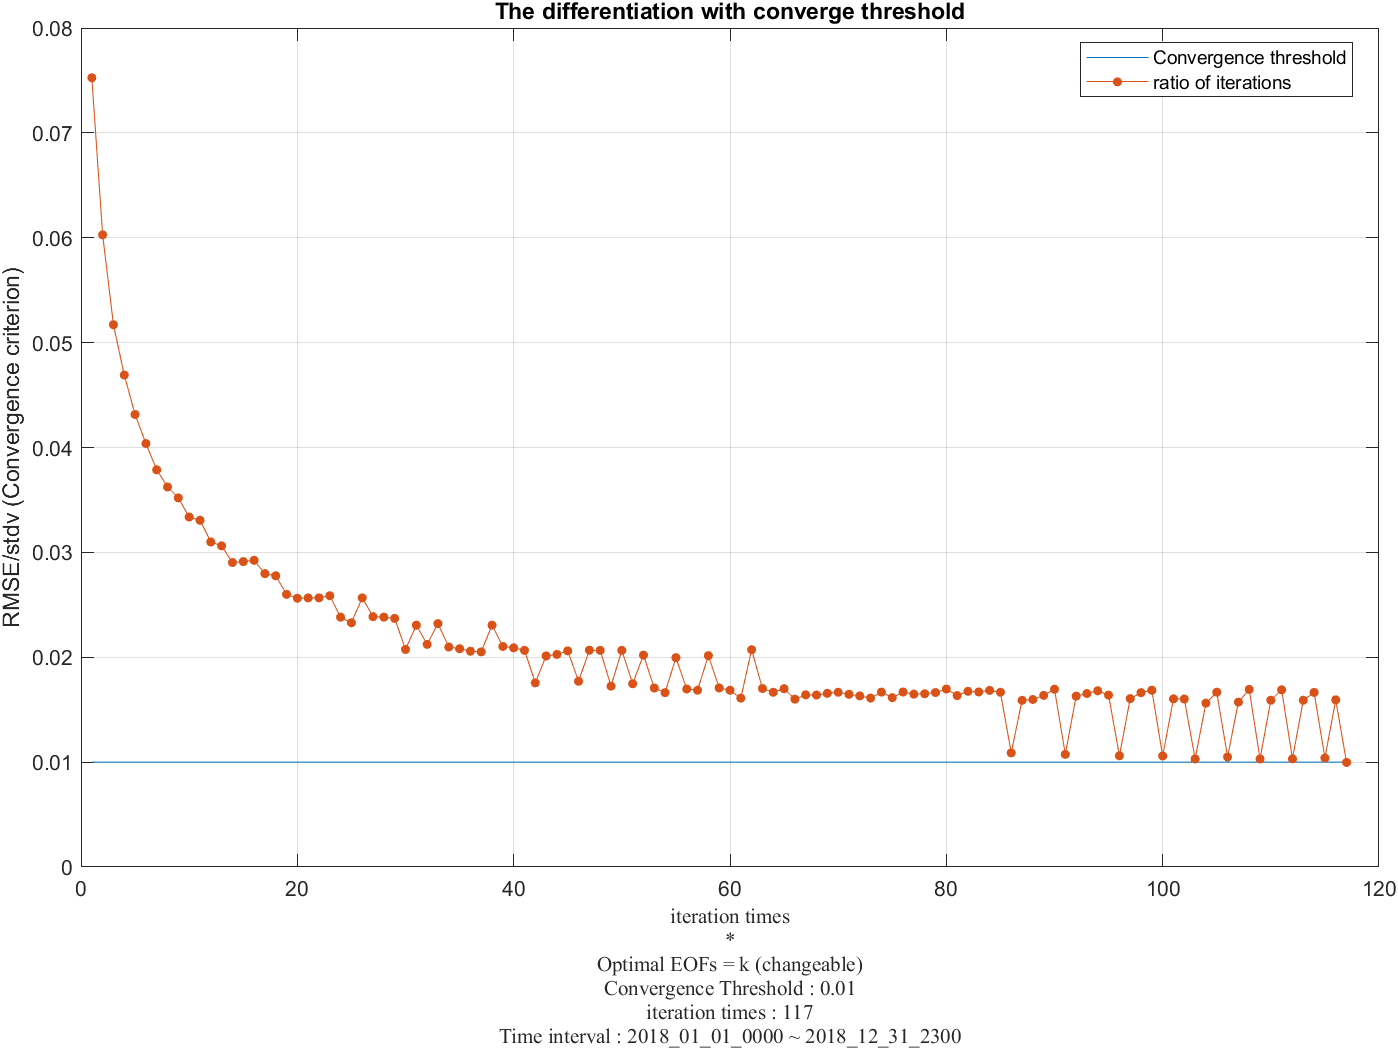 The differentiation with converge threshold
Convergence threshold
ratio of iterations
RMSE/stdv (Convergence criterion)
0.08
0.07
0.06
0.05
0.04
0.03
0.02
0.01
0
0 20 40 60 80 100 120
iteration times
*
Optimal EOFs = k (changeable)
Convergence Threshold : 0.01
iteration times : 117
Time interval : 2018_01_01_0000 ~ 2018_12_31_2300